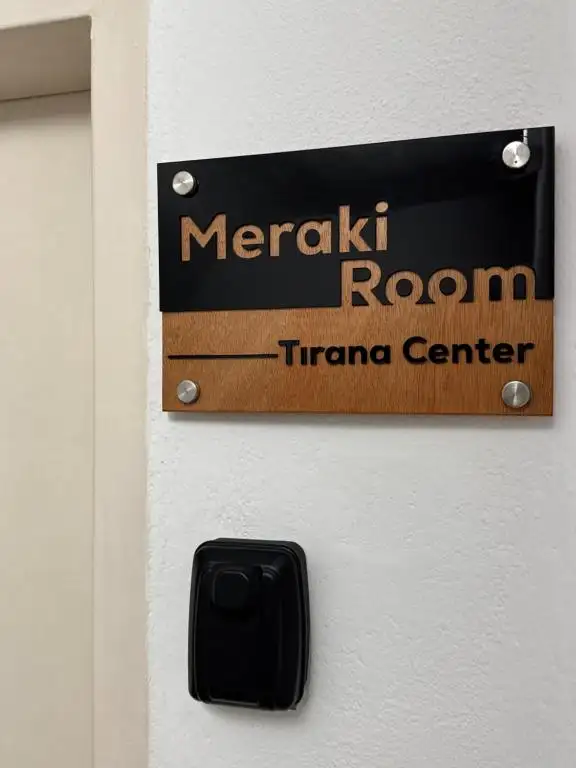 Meraki
Room
Tırana Center